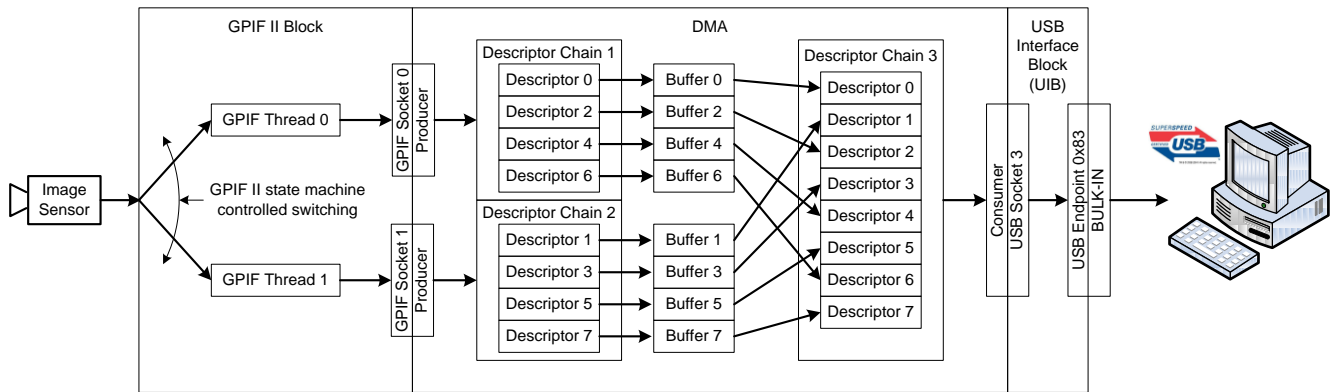 GPIF II Block
DMA
USB
Interface
Block
(UIB)
Image
Sensor
GPIF Thread 0
GPIF II state machine
controlled switching
GPIF Thread 1
GPIF Socket 0
Producer
GPIF Socket 1
Producer
Descriptor Chain 1
Descriptor 0
Descriptor 2
Descriptor 4
Descriptor 6
Descriptor Chain 2
Descriptor 1
Descriptor 3
Descriptor 5
Descriptor 7
Buffer 0
Buffer 2
Buffer 4
Buffer 6
Buffer 1
Buffer 3
Buffer 5
Buffer 7
Descriptor Chain 3
Descriptor 0
Descriptor 1
Descriptor 2
Descriptor 3
Descriptor 4
Descriptor 5
Descriptor 6
Descriptor 7
Consumer
USB Socket 3
USB Endpoint 0x83
BULK-IN
SUPERSPEED
CERTIFIED
USB